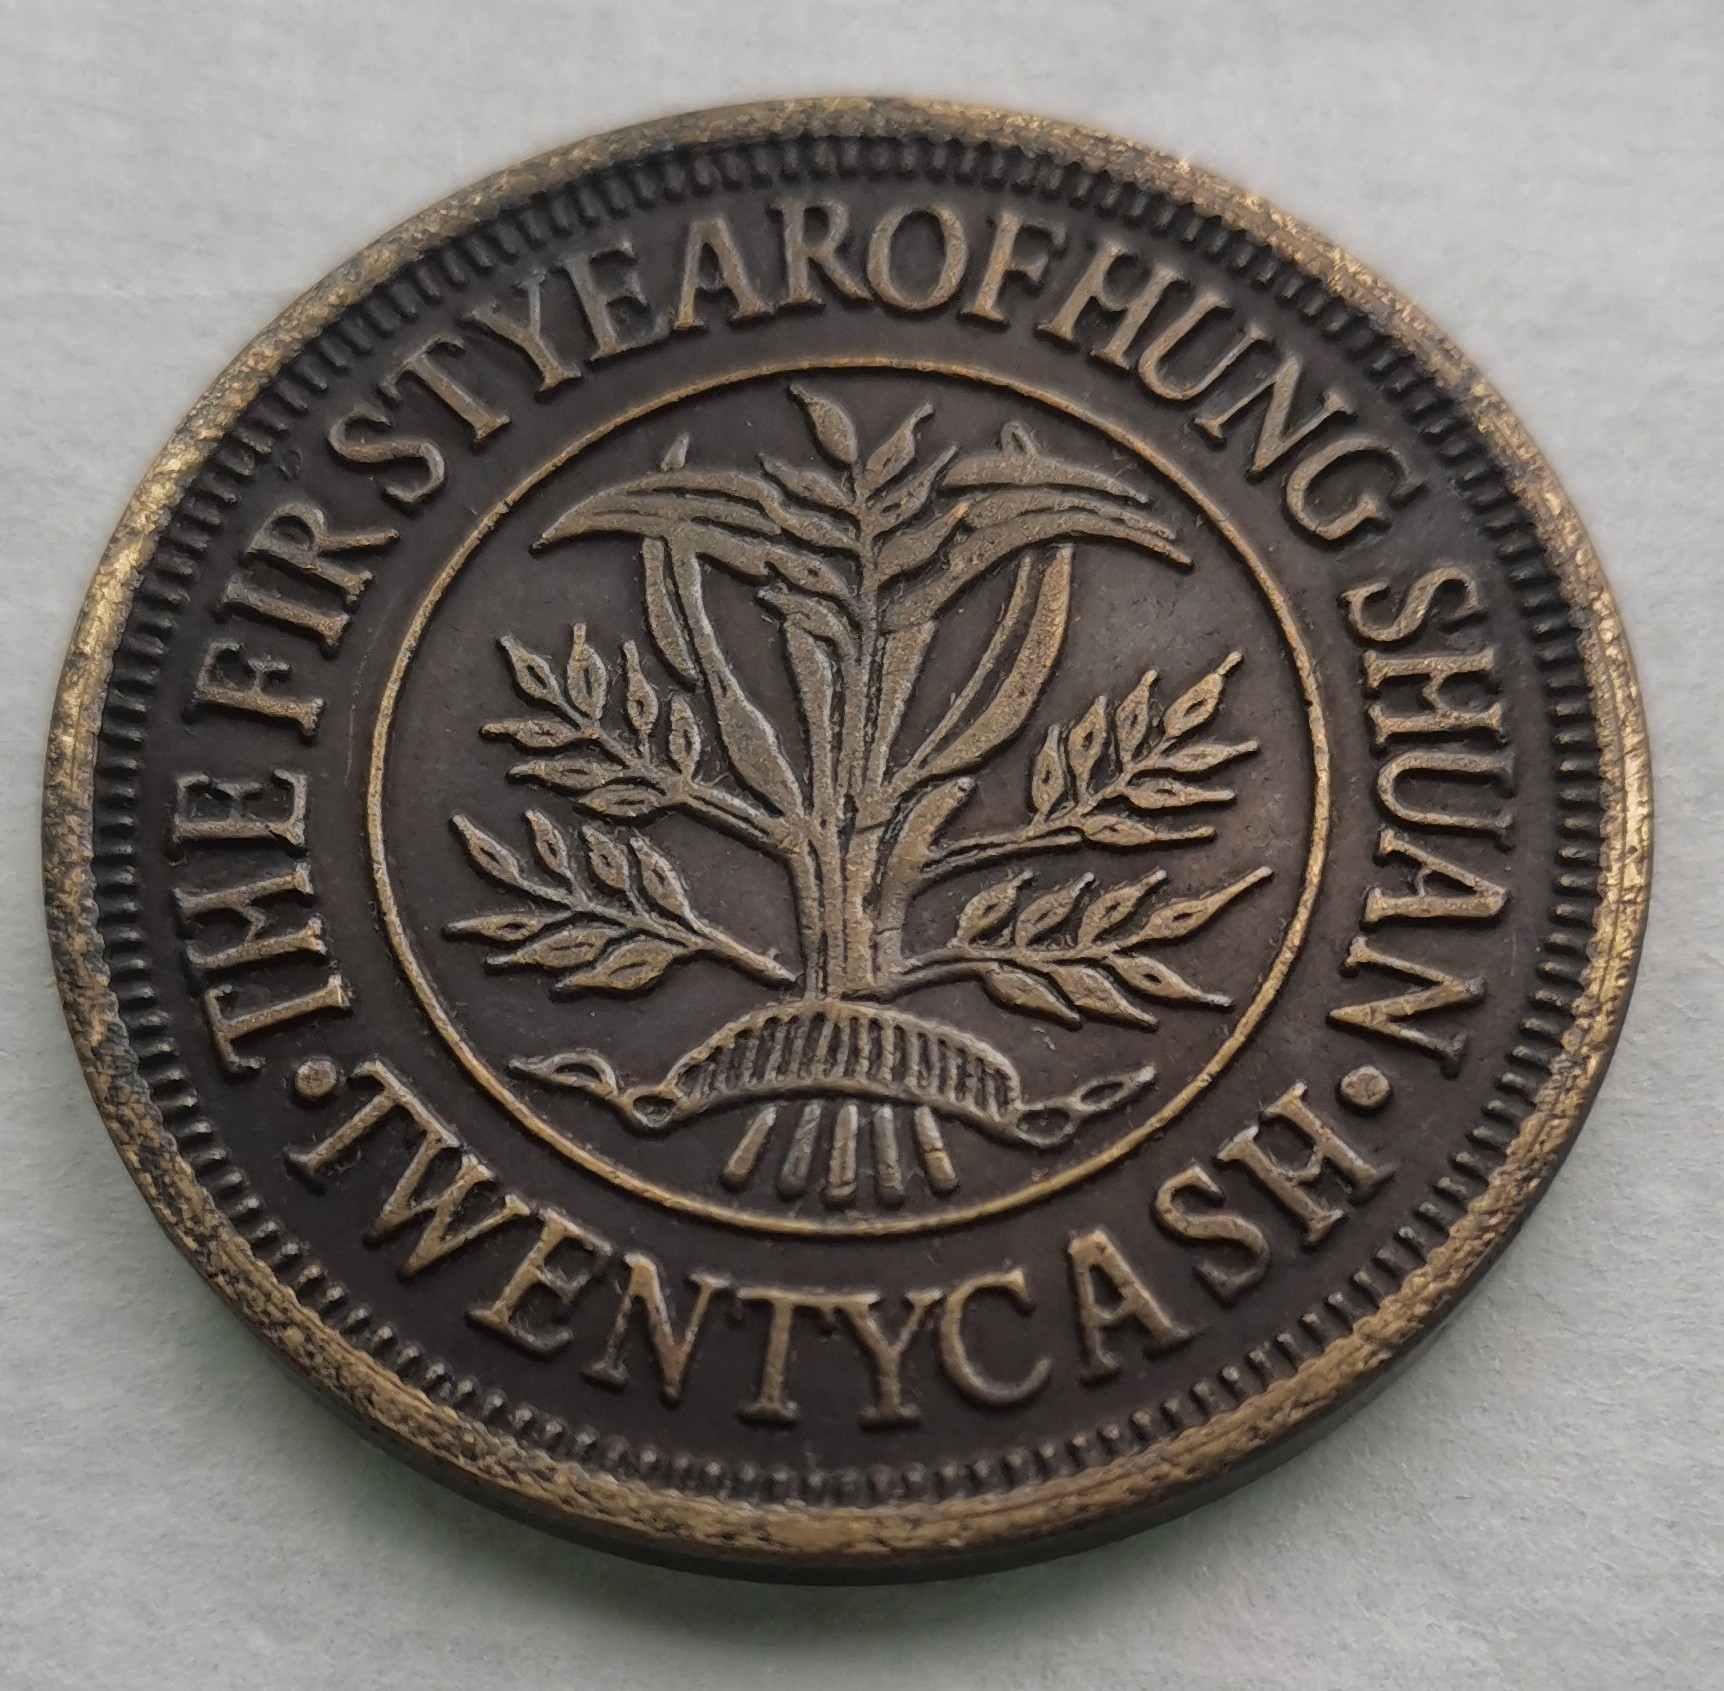 THE FIRST YEAR OF HUNG SHUAN
TWENTY CASH